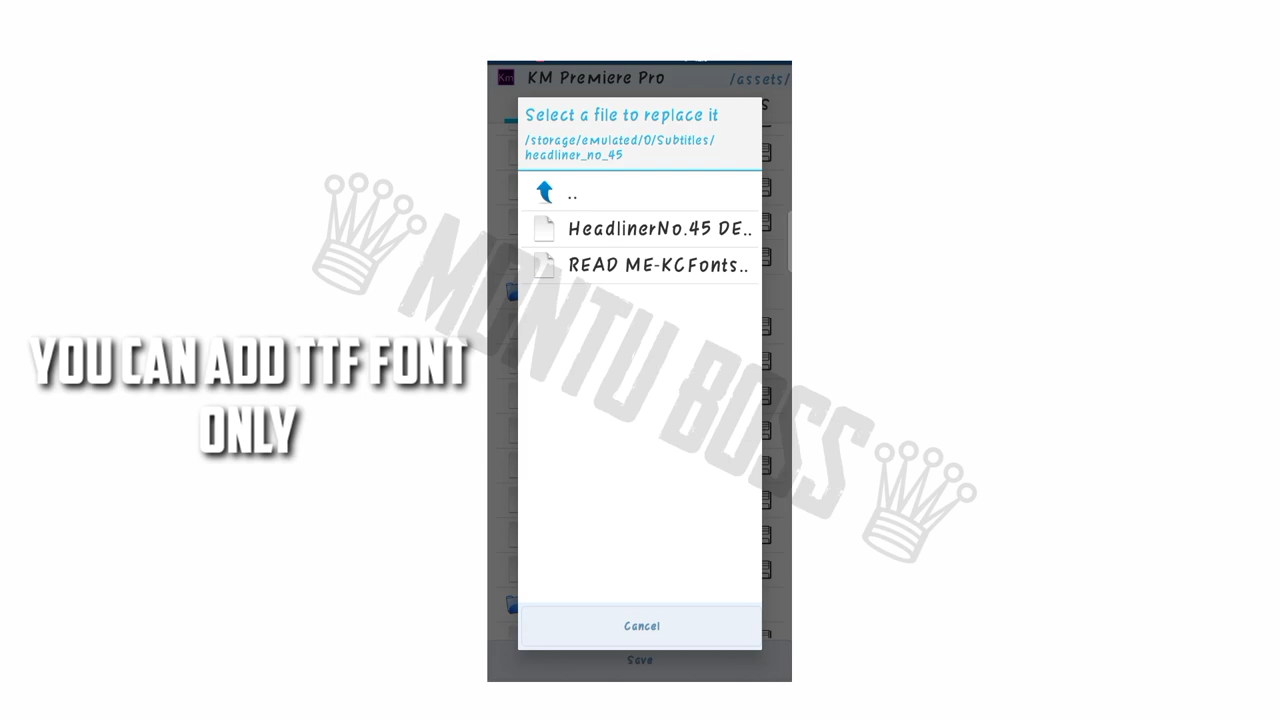 Km KM PreMiere Pro /assets/
S
Select a file to replace it
/storage/eMulated/0/Subtitles/
headliner_no_45
..
HeadlinerNo.45 DE..
READ ME-KCFonts..
MONTU BOSS
YOU CAN ADD TTF FONT
ONLY
Cancel
Save